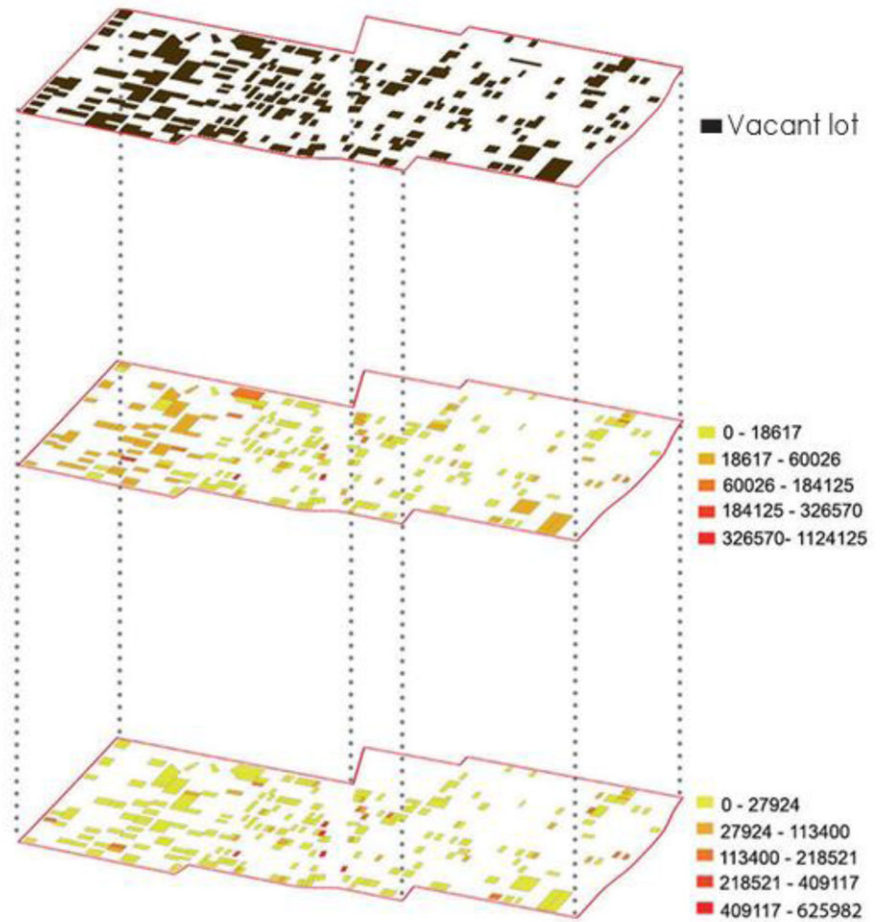 Vacant lot
0 - 18617
18617 - 60026
60026 - 184125
184125 - 326570
326570- 1124125
0 - 27924
27924 - 113400
113400 - 218521
218521 - 409117
409117 - 625982